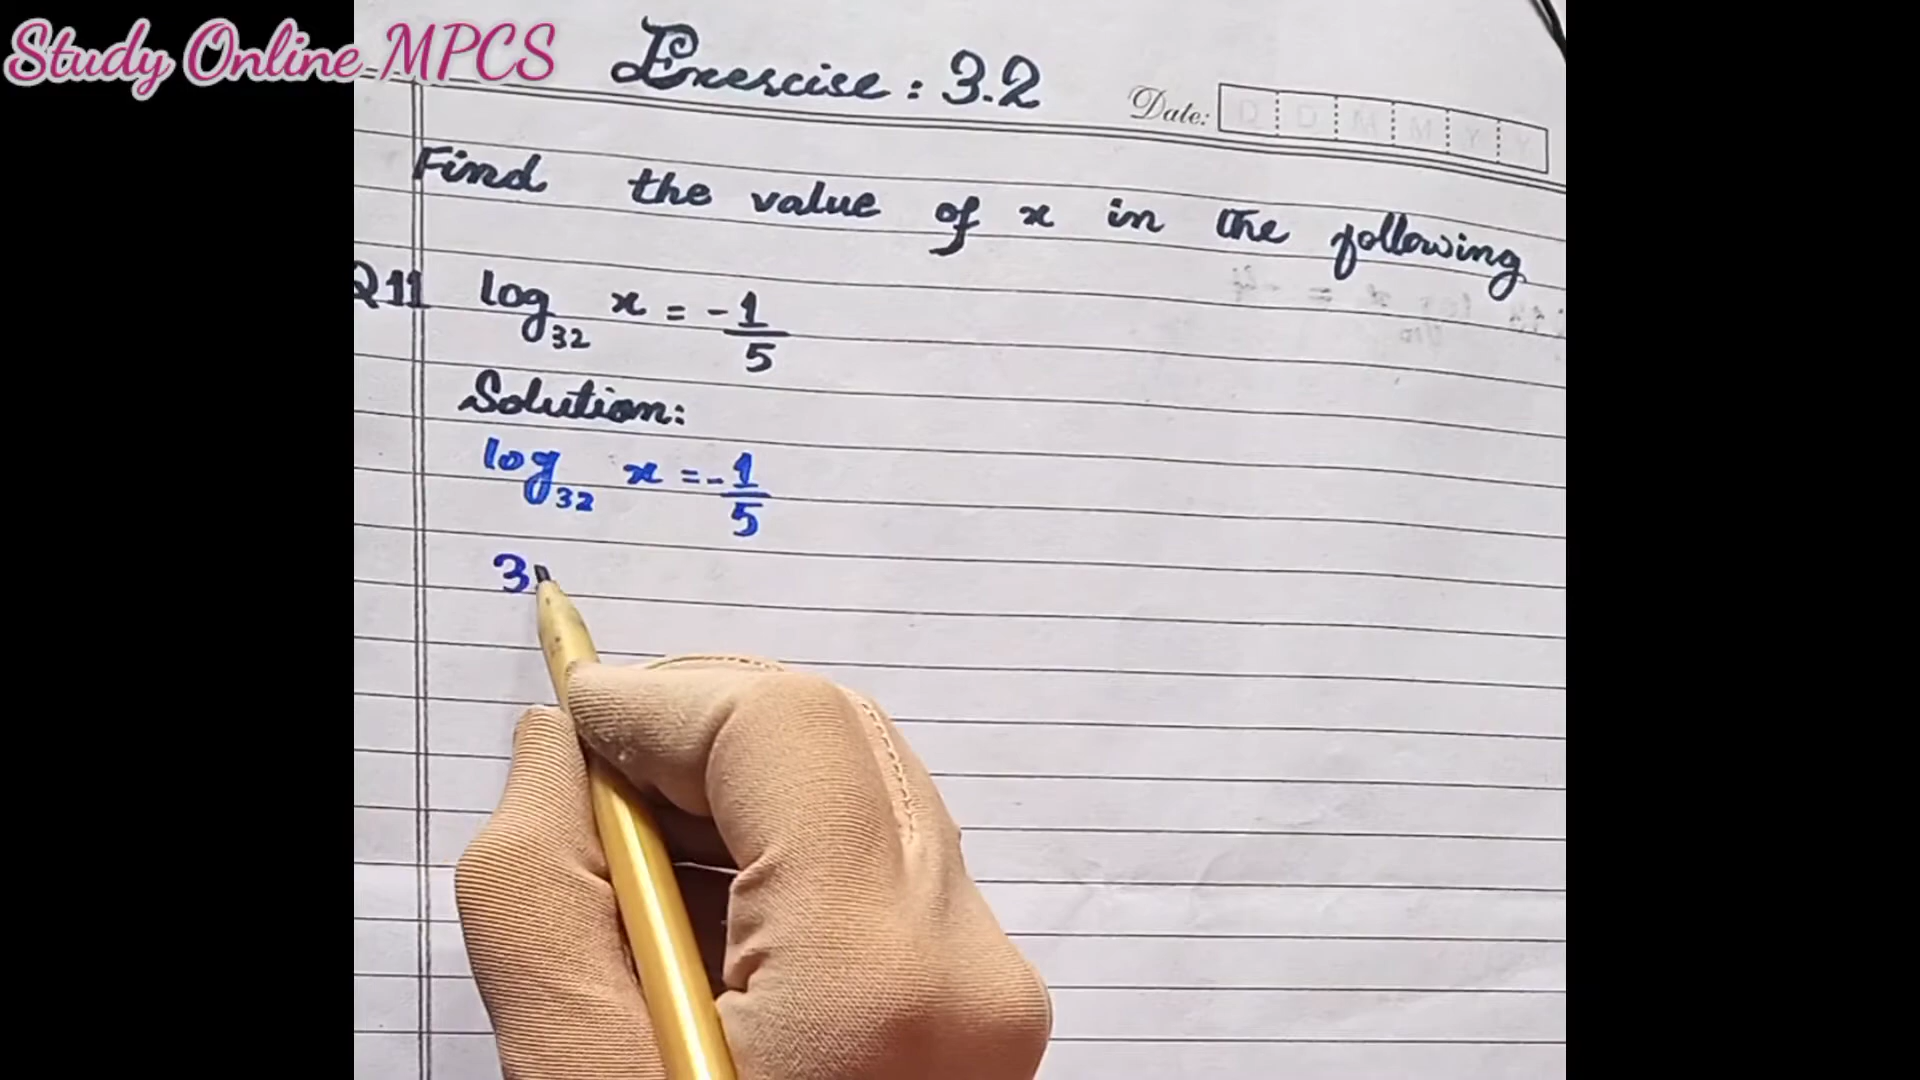 Study Online MPCS
Exercise: 3.2
Date: D D M M Y Y
Find the value of x in the following
Q11 log₃₂ x = -1/5
Solution:
log₃₂ x = -1/5
3